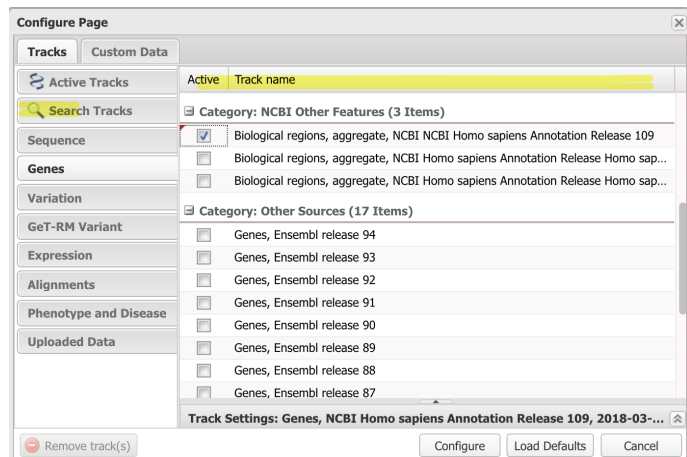 Configure Page
Tracks Custom Data
Active Tracks
Search Tracks
Sequence
Genes
Variation
GeT-RM Variant
Expression
Alignments
Phenotype and Disease
Uploaded Data
Active Track name
Category: NCBI Other Features (3 Items)
Biological regions, aggregate, NCBI NCBI Homo sapiens Annotation Release 109
Biological regions, aggregate, NCBI Homo sapiens Annotation Release Homo sap...
Biological regions, aggregate, NCBI Homo sapiens Annotation Release Homo sap...
Category: Other Sources (17 Items)
Genes, Ensembl release 94
Genes, Ensembl release 93
Genes, Ensembl release 92
Genes, Ensembl release 91
Genes, Ensembl release 90
Genes, Ensembl release 89
Genes, Ensembl release 88
Genes, Ensembl release 87
Track Settings: Genes, NCBI Homo sapiens Annotation Release 109, 2018-03-...
Remove track(s) Configure Load Defaults Cancel